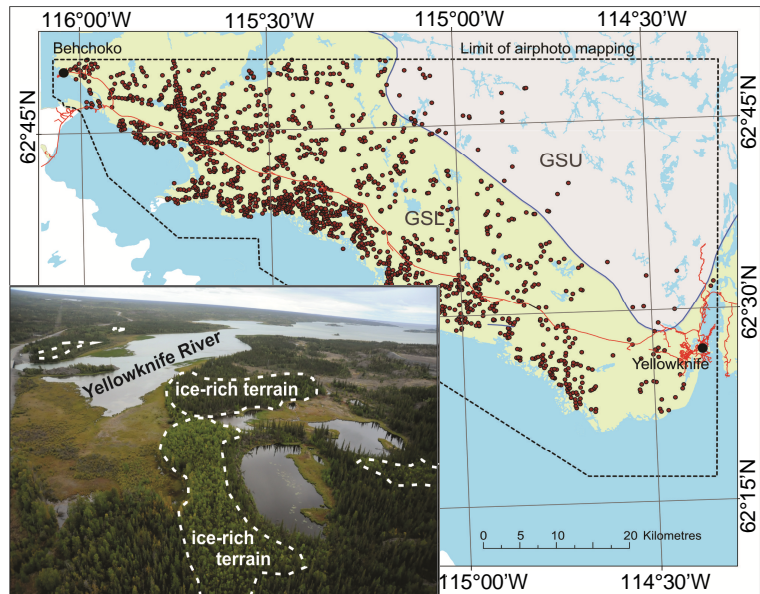 116°00'W
115°30'W
115°00'W
114°30'W
Behchoko
Limit of airphoto mapping
62°45'N
62°45'N
GSU
GSL
62°30'N
Yellowknife
Yellowknife River
ice-rich terrain
ice-rich
terrain
62°15'N
0 5 10 20 Kilometres
115°00'W
114°30'W